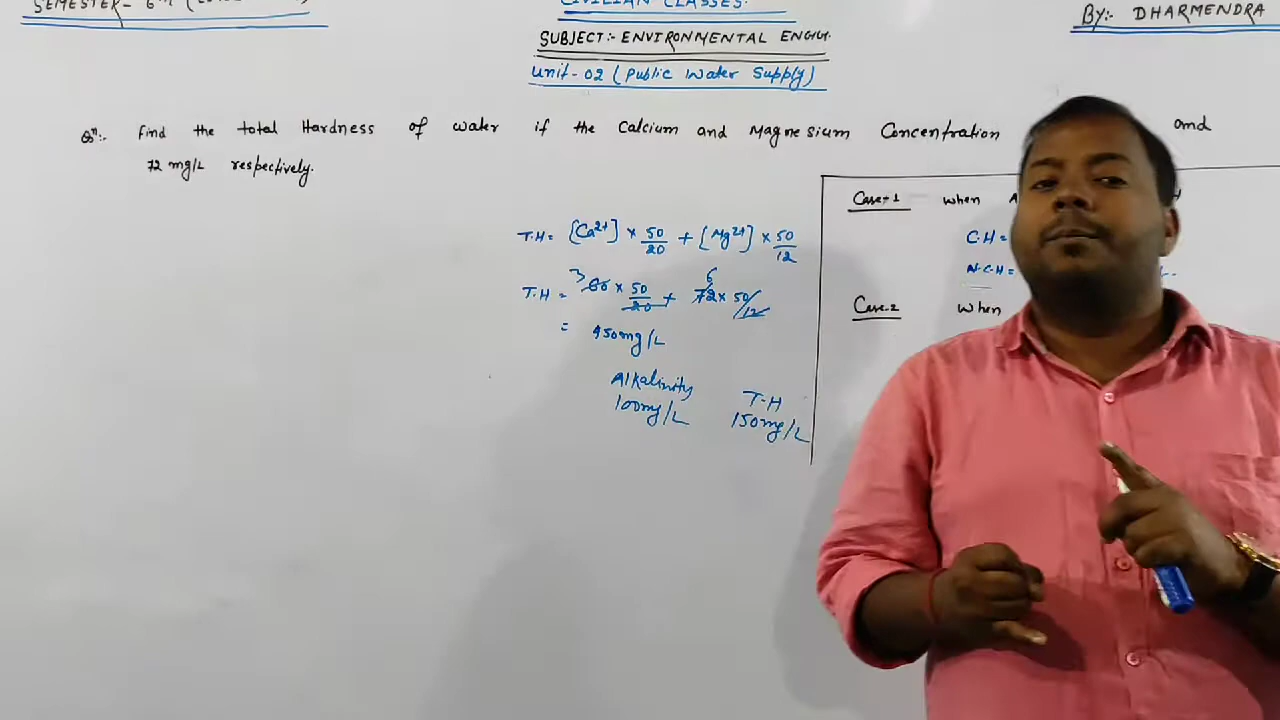 SEMESTER- 6
CIVILIAN CLASSES.
BY:- DHARMENDRA
SUBJECT:- ENVIRONMENTAL ENGG.
Unit-02 (Public Water Supply)
Qn:- Find the total Hardness of water if the Calcium and Magnesium Concentration and
72 mg/L respectively.
T.H = [Ca2+] × 50/20 + [Mg2+] × 50/12
T.H = 60 × 50/20 + 72 × 50/12
3 6
= 450mg/L
Alkalinity T.H
100mg/L 150mg/L
Case-1 when
C.H =
N.C.H =
Case-2 When